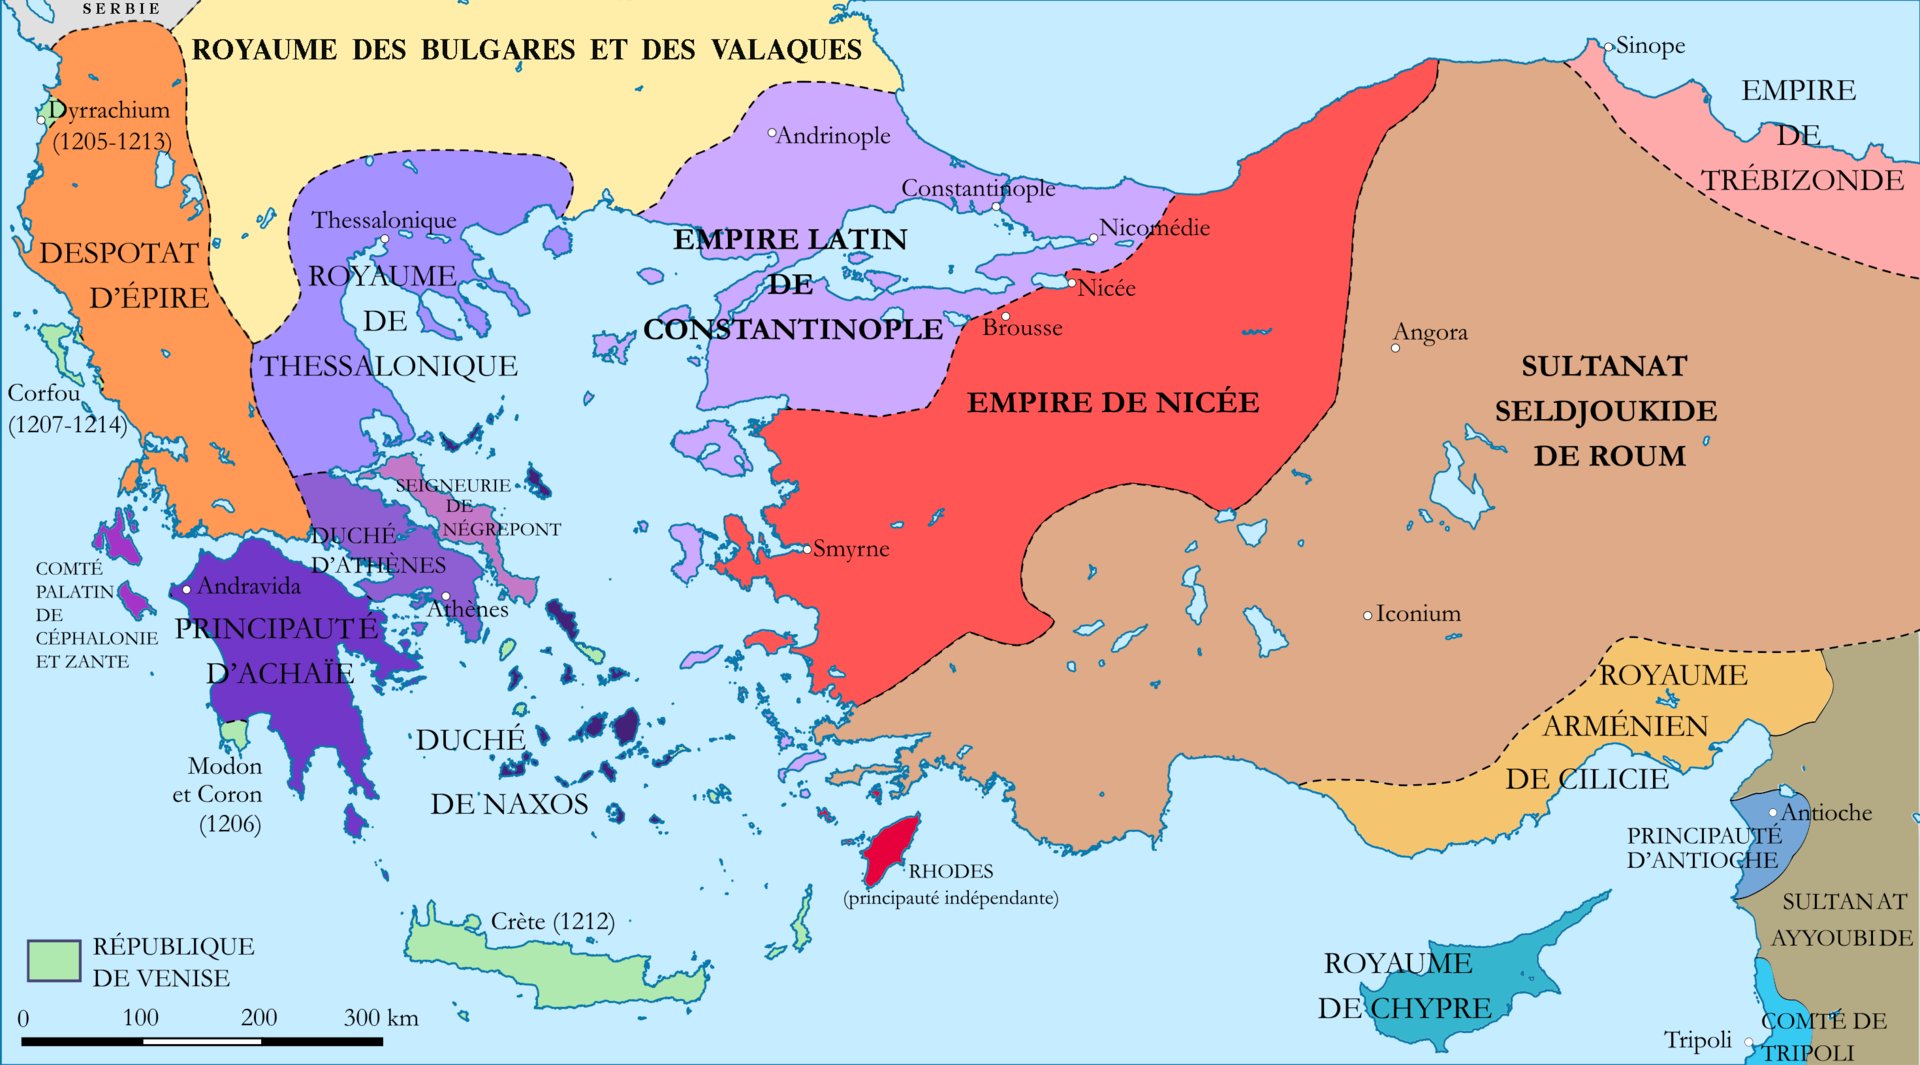 SERBIE
ROYAUME DES BULGARES ET DES VALAQUES
Sinope
EMPIRE
DE
TRÉBIZONDE
Dyrrachium
(1205-1213)
Andrinople
Constantinople
Nicomédie
Thessalonique
DESPOTAT
D'ÉPIRE
ROYAUME
DE
THESSALONIQUE
EMPIRE LATIN
DE
CONSTANTINOPLE
Nicée
Brousse
Angora
SULTANAT
SELDJOUKIDE
DE ROUM
EMPIRE DE NICÉE
Corfou
(1207-1214)
SEIGNEURIE
DE
NÉGREPONT
DUCHÉ
D'ATHÈNES
Smyrne
COMTÉ
PALATIN
DE
CÉPHALONIE
ET ZANTE
Andravida
Athènes
PRINCIPAUTÉ
D'ACHAÏE
Iconium
ROYAUME
ARMÉNIEN
DE CILICIE
DUCHÉ
DE NAXOS
Modon
et Coron
(1206)
Antioche
PRINCIPAUTÉ
D'ANTIOCHE
RHODES
(principauté indépendante)
SULTANAT
AYYOUBIDE
Crète (1212)
RÉPUBLIQUE
DE VENISE
ROYAUME
DE CHYPRE
0 100 200 300 km
Tripoli
COMTÉ DE
TRIPOLI